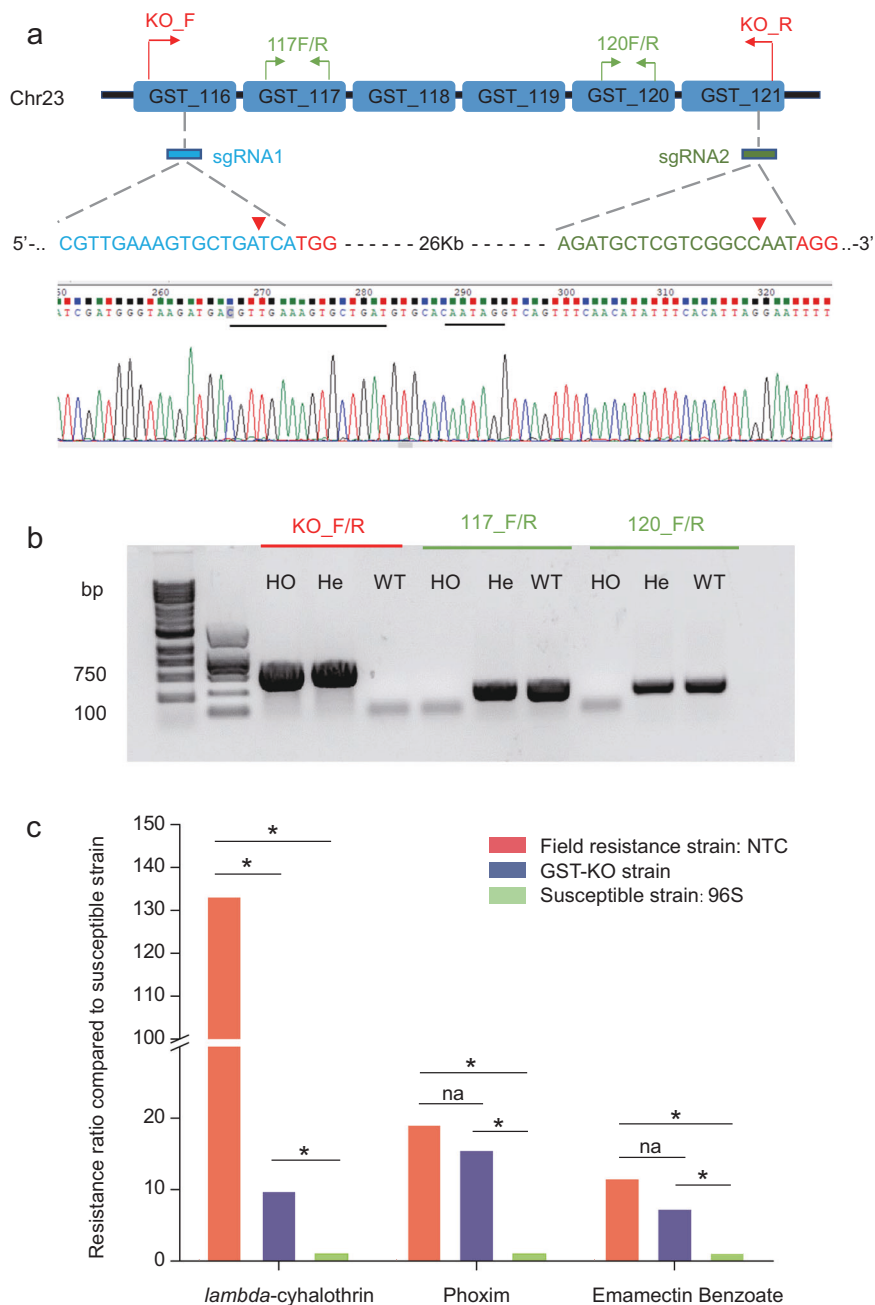 a
KO_F
117F/R
120F/R
KO_R
Chr23
GST_116 GST_117 GST_118 GST_119 GST_120 GST_121
sgRNA1
sgRNA2
5'-.. CGTTGAAAGTGCTGATCATGG ------ 26Kb ------ AGATGCTCGTCGGCCAATAGG ..-3'
260 270 280 290 300 310 320
ATCGATGGGTAAGATGACGTTGAAAGTGCTGATGTGCACAATAGGTCAGTTTCAACATATTTCACATTAGGAATTTT
b
KO_F/R 117_F/R 120_F/R
bp HO He WT HO He WT HO He WT
750
100
c
Resistance ratio compared to susceptible strain
150
140
130
120
110
100
20
10
0
Field resistance strain: NTC
GST-KO strain
Susceptible strain: 96S
* * *
* na *
* na *
lambda-cyhalothrin Phoxim Emamectin Benzoate